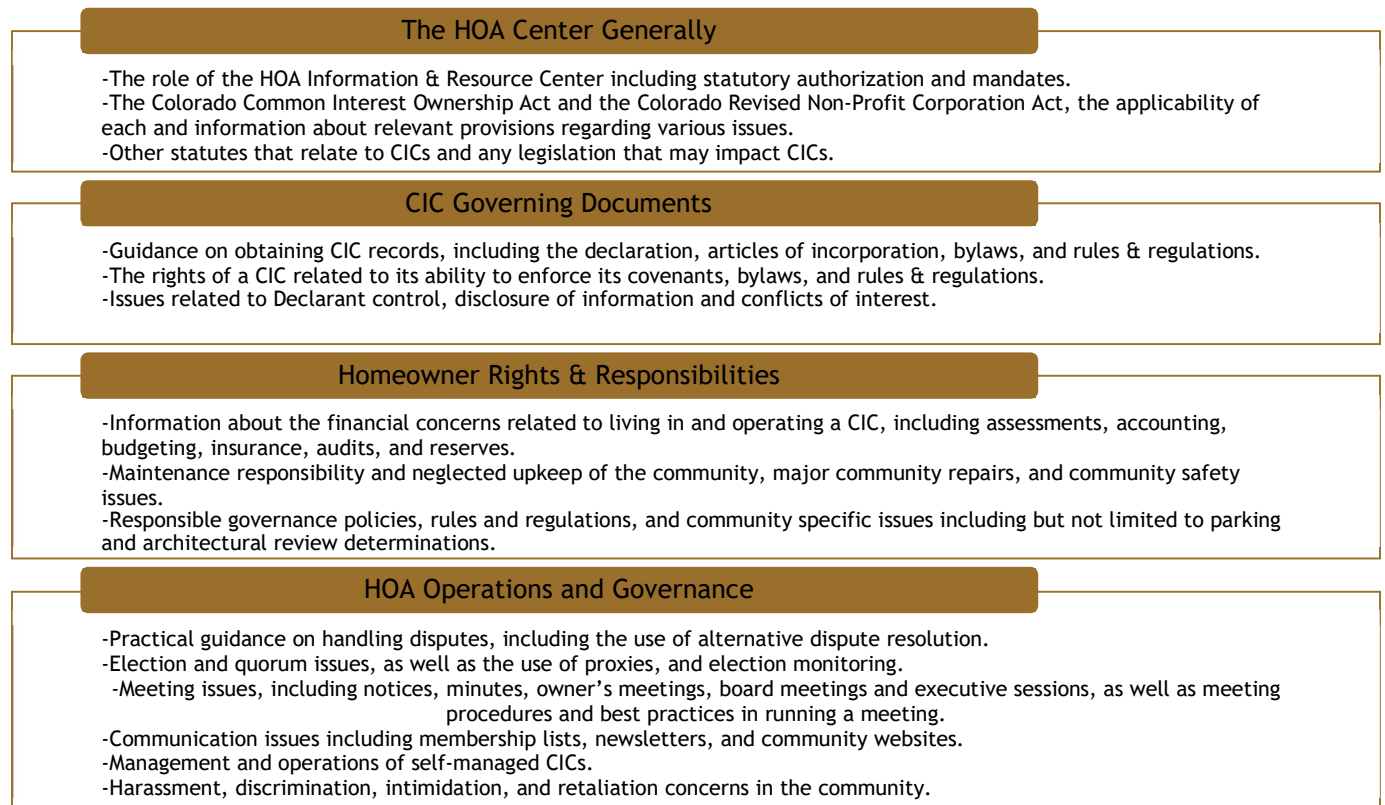 The HOA Center Generally
-The role of the HOA Information & Resource Center including statutory authorization and mandates.
-The Colorado Common Interest Ownership Act and the Colorado Revised Non-Profit Corporation Act, the applicability of
each and information about relevant provisions regarding various issues.
-Other statutes that relate to CICs and any legislation that may impact CICs.
CIC Governing Documents
-Guidance on obtaining CIC records, including the declaration, articles of incorporation, bylaws, and rules & regulations.
-The rights of a CIC related to its ability to enforce its covenants, bylaws, and rules & regulations.
-Issues related to Declarant control, disclosure of information and conflicts of interest.
Homeowner Rights & Responsibilities
-Information about the financial concerns related to living in and operating a CIC, including assessments, accounting,
budgeting, insurance, audits, and reserves.
-Maintenance responsibility and neglected upkeep of the community, major community repairs, and community safety
issues.
-Responsible governance policies, rules and regulations, and community specific issues including but not limited to parking
and architectural review determinations.
HOA Operations and Governance
-Practical guidance on handling disputes, including the use of alternative dispute resolution.
-Election and quorum issues, as well as the use of proxies, and election monitoring.
-Meeting issues, including notices, minutes, owner's meetings, board meetings and executive sessions, as well as meeting
procedures and best practices in running a meeting.
-Communication issues including membership lists, newsletters, and community websites.
-Management and operations of self-managed CICs.
-Harassment, discrimination, intimidation, and retaliation concerns in the community.